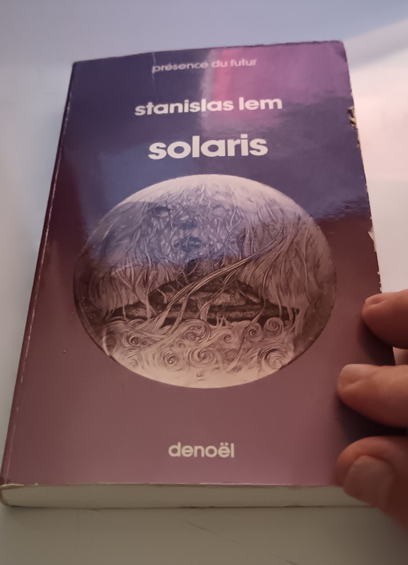 présence du futur
stanislas lem
solaris
denoël